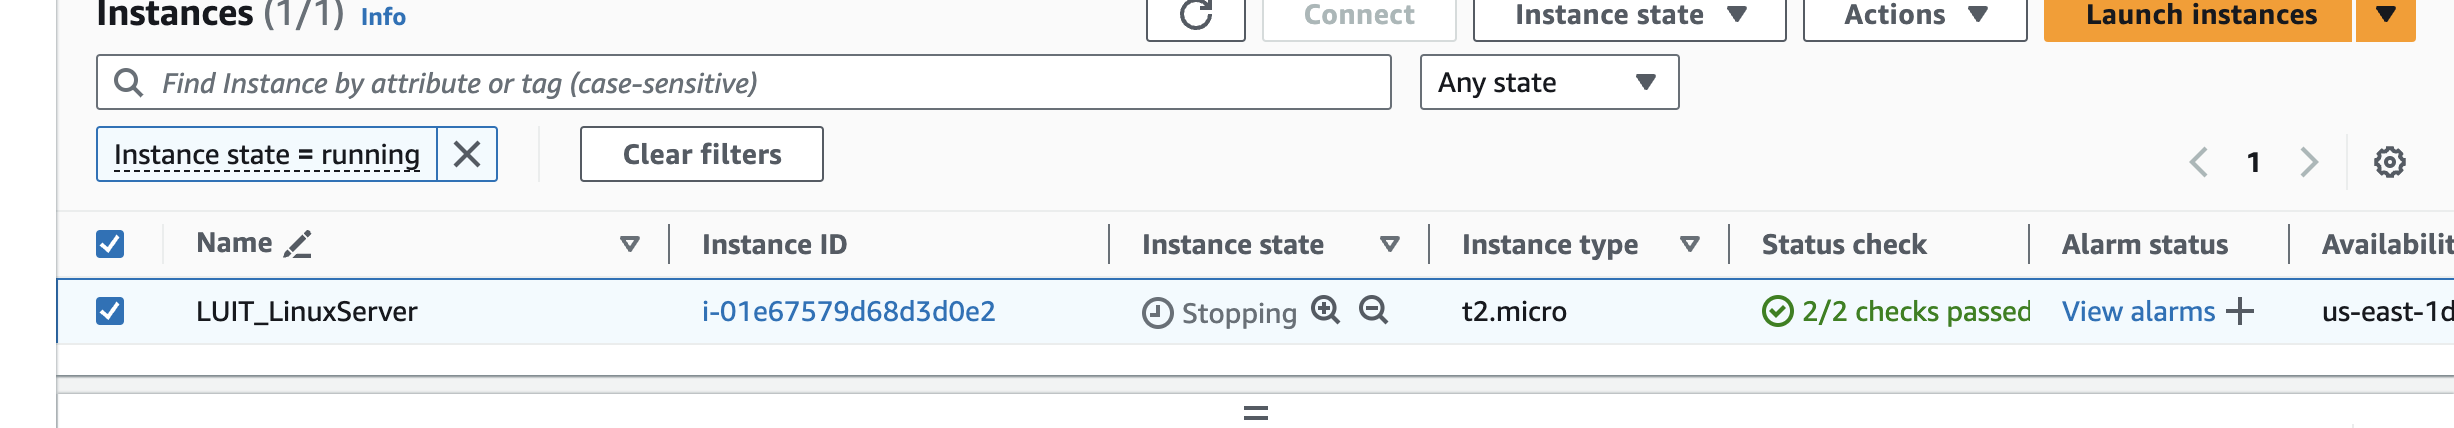 Instances (1/1) Info Connect Instance state Actions Launch instances
Find Instance by attribute or tag (case-sensitive) Any state
Instance state = running Clear filters 1
Name Instance ID Instance state Instance type Status check Alarm status Availabilit
LUIT_LinuxServer i-01e67579d68d3d0e2 Stopping t2.micro 2/2 checks passed View alarms us-east-1d